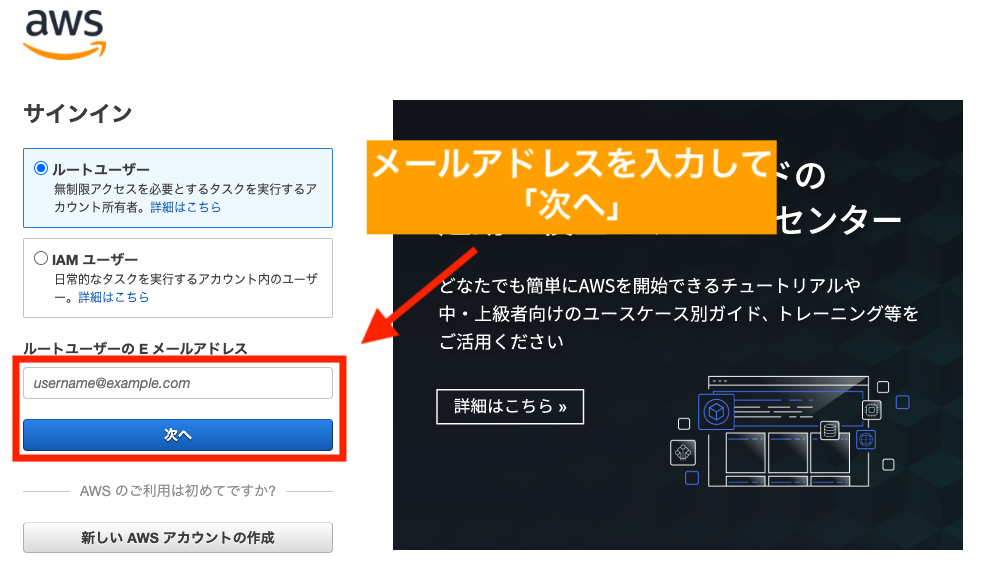 aws
サインイン
ルートユーザー
無制限アクセスを必要とするタスクを実行するア
カウント所有者。詳細はこちら
IAM ユーザー
日常的なタスクを実行するアカウント内のユーザ
ー。詳細はこちら
ルートユーザーの E メールアドレス
username@example.com
次へ
AWS のご利用は初めてですか?
新しい AWS アカウントの作成
メールアドレスを入力して
「次へ」
ドの
センター
どなたでも簡単にAWSを開始できるチュートリアルや
中・上級者向けのユースケース別ガイド、トレーニング等を
ご活用ください
詳細はこちら »